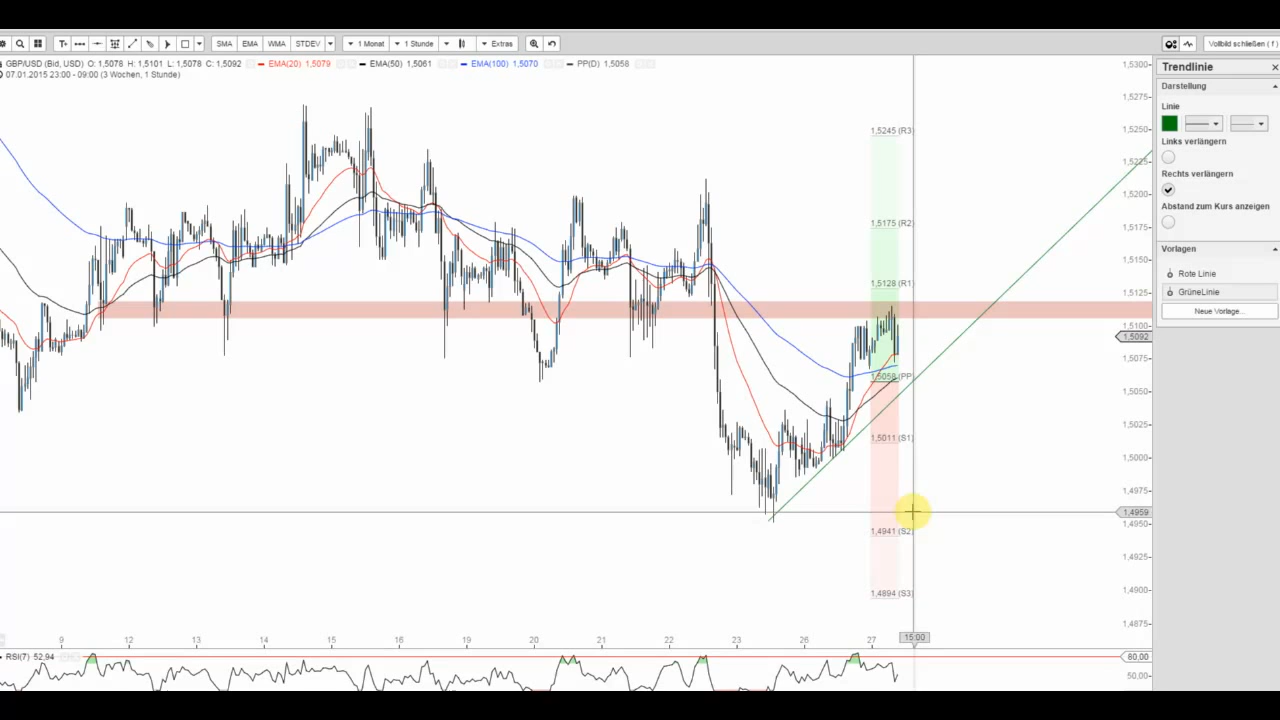 T+ SMA EMA WMA STDEV 1 Monat 1 Stunde Extras Vollbild schließen ( f )
GBP/USD (Bid, USD) O: 1,5078 H: 1,5101 L: 1,5078 C: 1,5092 EMA(20) 1,5079 EMA(50) 1,5061 EMA(100) 1,5070 PP(D) 1,5058
07.01.2015 23:00 - 09:00 (3 Wochen, 1 Stunde)
1,5245 (R3)
1,5175 (R2)
1,5128 (R1)
1,5058 (PP)
1,5011 (S1)
1,4941 (S2)
1,4894 (S3)
1,5300
1,5275
1,5250
1,5225
1,5200
1,5175
1,5150
1,5125
1,5100
1,5092
1,5075
1,5050
1,5025
1,5000
1,4975
1,4959
1,4950
1,4925
1,4900
1,4875
9 12 13 14 15 16 19 20 21 22 23 26 27 15:00
RSI(7) 52,94
80,00
50,00
Trendlinie
Darstellung
Linie
Links verlängern
Rechts verlängern
Abstand zum Kurs anzeigen
Vorlagen
Rote Linie
GrüneLinie
Neue Vorlage...